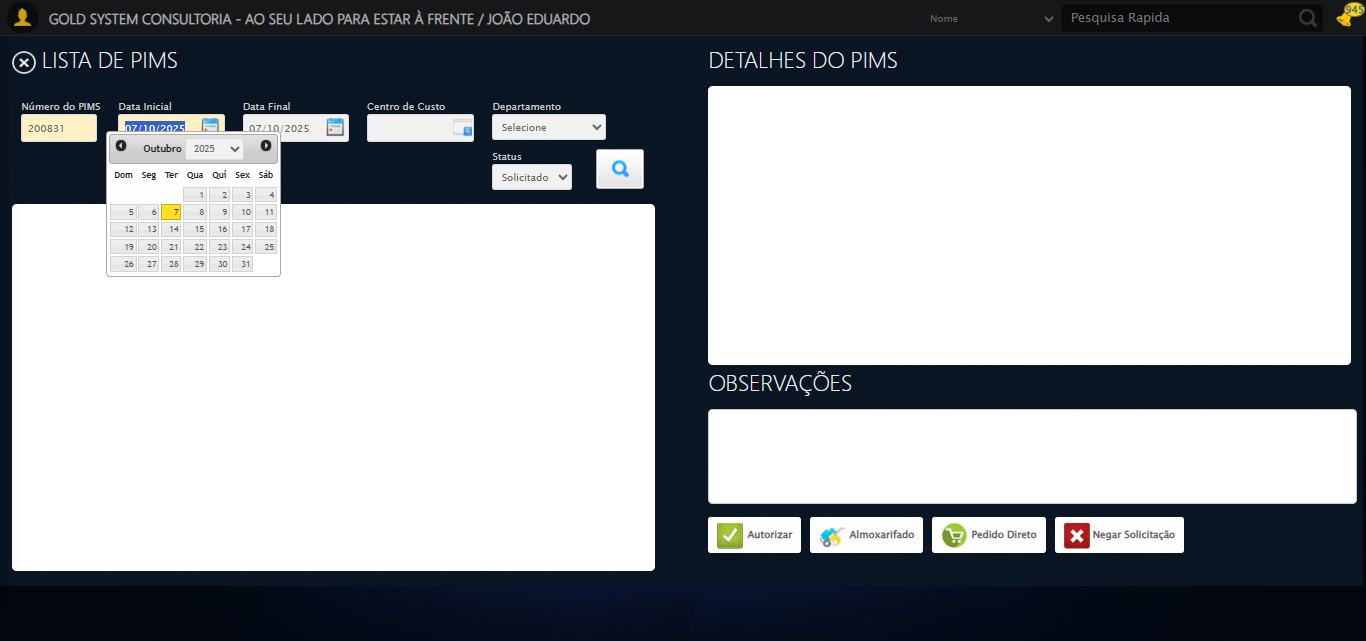 GOLD SYSTEM CONSULTORIA - AO SEU LADO PARA ESTAR À FRENTE / JOÃO EDUARDO
Nome
Pesquisa Rapida
945
LISTA DE PIMS
Número do PIMS
Data Inicial
Data Final
Centro de Custo
Departamento
200831
07/10/2025
07/10/2025
Selecione
Status
Solicitado
Outubro 2025
Dom Seg Ter Qua Qui Sex Sáb
1 2 3 4
5 6 7 8 9 10 11
12 13 14 15 16 17 18
19 20 21 22 23 24 25
26 27 28 29 30 31
DETALHES DO PIMS
OBSERVAÇÕES
Autorizar
Almoxarifado
Pedido Direto
Negar Solicitação